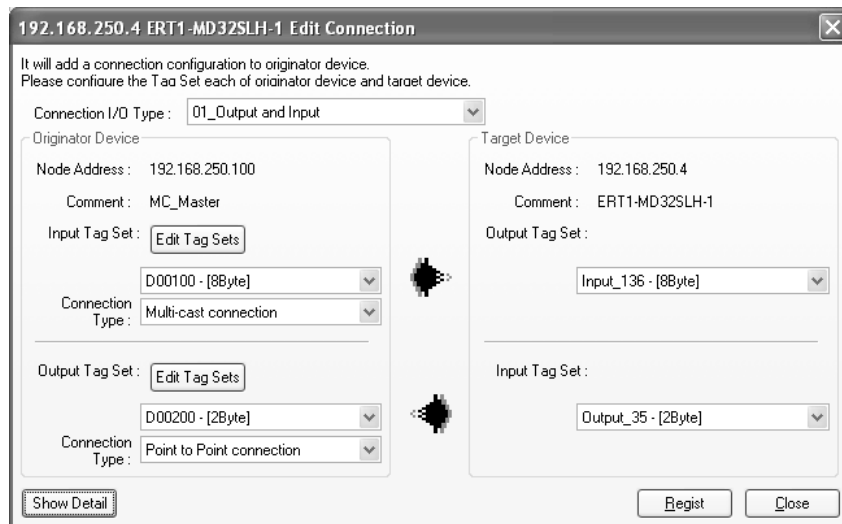 192.168.250.4 ERT1-MD32SLH-1 Edit Connection
It will add a connection configuration to originator device.
Please configure the Tag Set each of originator device and target device.
Connection I/O Type : 01_Output and Input
Originator Device
Node Address : 192.168.250.100
Comment : MC_Master
Input Tag Set : Edit Tag Sets
D00100 - [8Byte]
Connection Type : Multi-cast connection
Output Tag Set : Edit Tag Sets
D00200 - [2Byte]
Connection Type : Point to Point connection
Target Device
Node Address : 192.168.250.4
Comment : ERT1-MD32SLH-1
Output Tag Set :
Input_136 - [8Byte]
Input Tag Set :
Output_35 - [2Byte]
Show Detail
Regist
Close